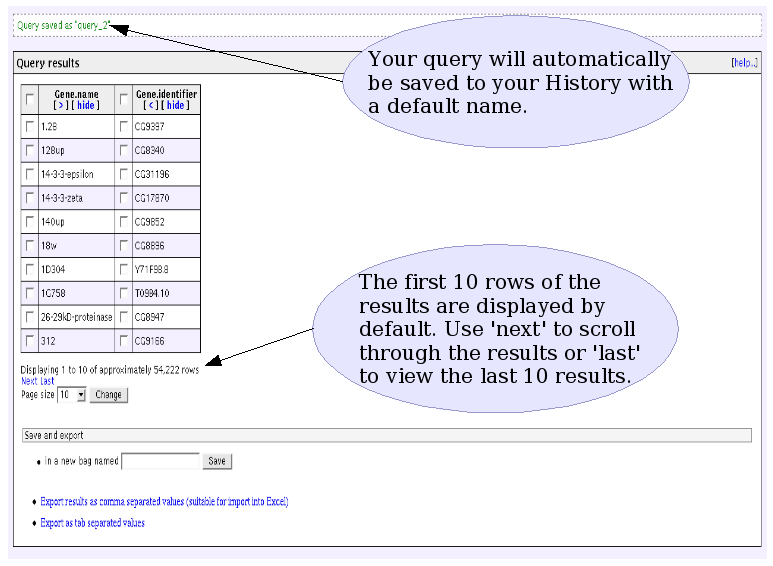 Query saved as "query_2"
Your query will automatically
be saved to your History with
a default name.
Query results
[help..]
Gene.name Gene.identifier
[ > ] [ hide ] [ < ] [ hide ]
1.28 CG9397
128up CG8340
14-3-3-epsilon CG31196
14-3-3-zeta CG17870
140up CG9852
18w CG8896
1D304 Y71F9B.8
1G758 T09B4.10
26-29kD-proteinase CG8947
312 CG9166
The first 10 rows of the
results are displayed by
default. Use 'next' to scroll
through the results or 'last'
to view the last 10 results.
Displaying 1 to 10 of approximately 54,222 rows
Next Last
Page size 10 Change
Save and export
in a new bag named Save
Export results as comma separated values (suitable for import into Excel)
Export as tab separated values